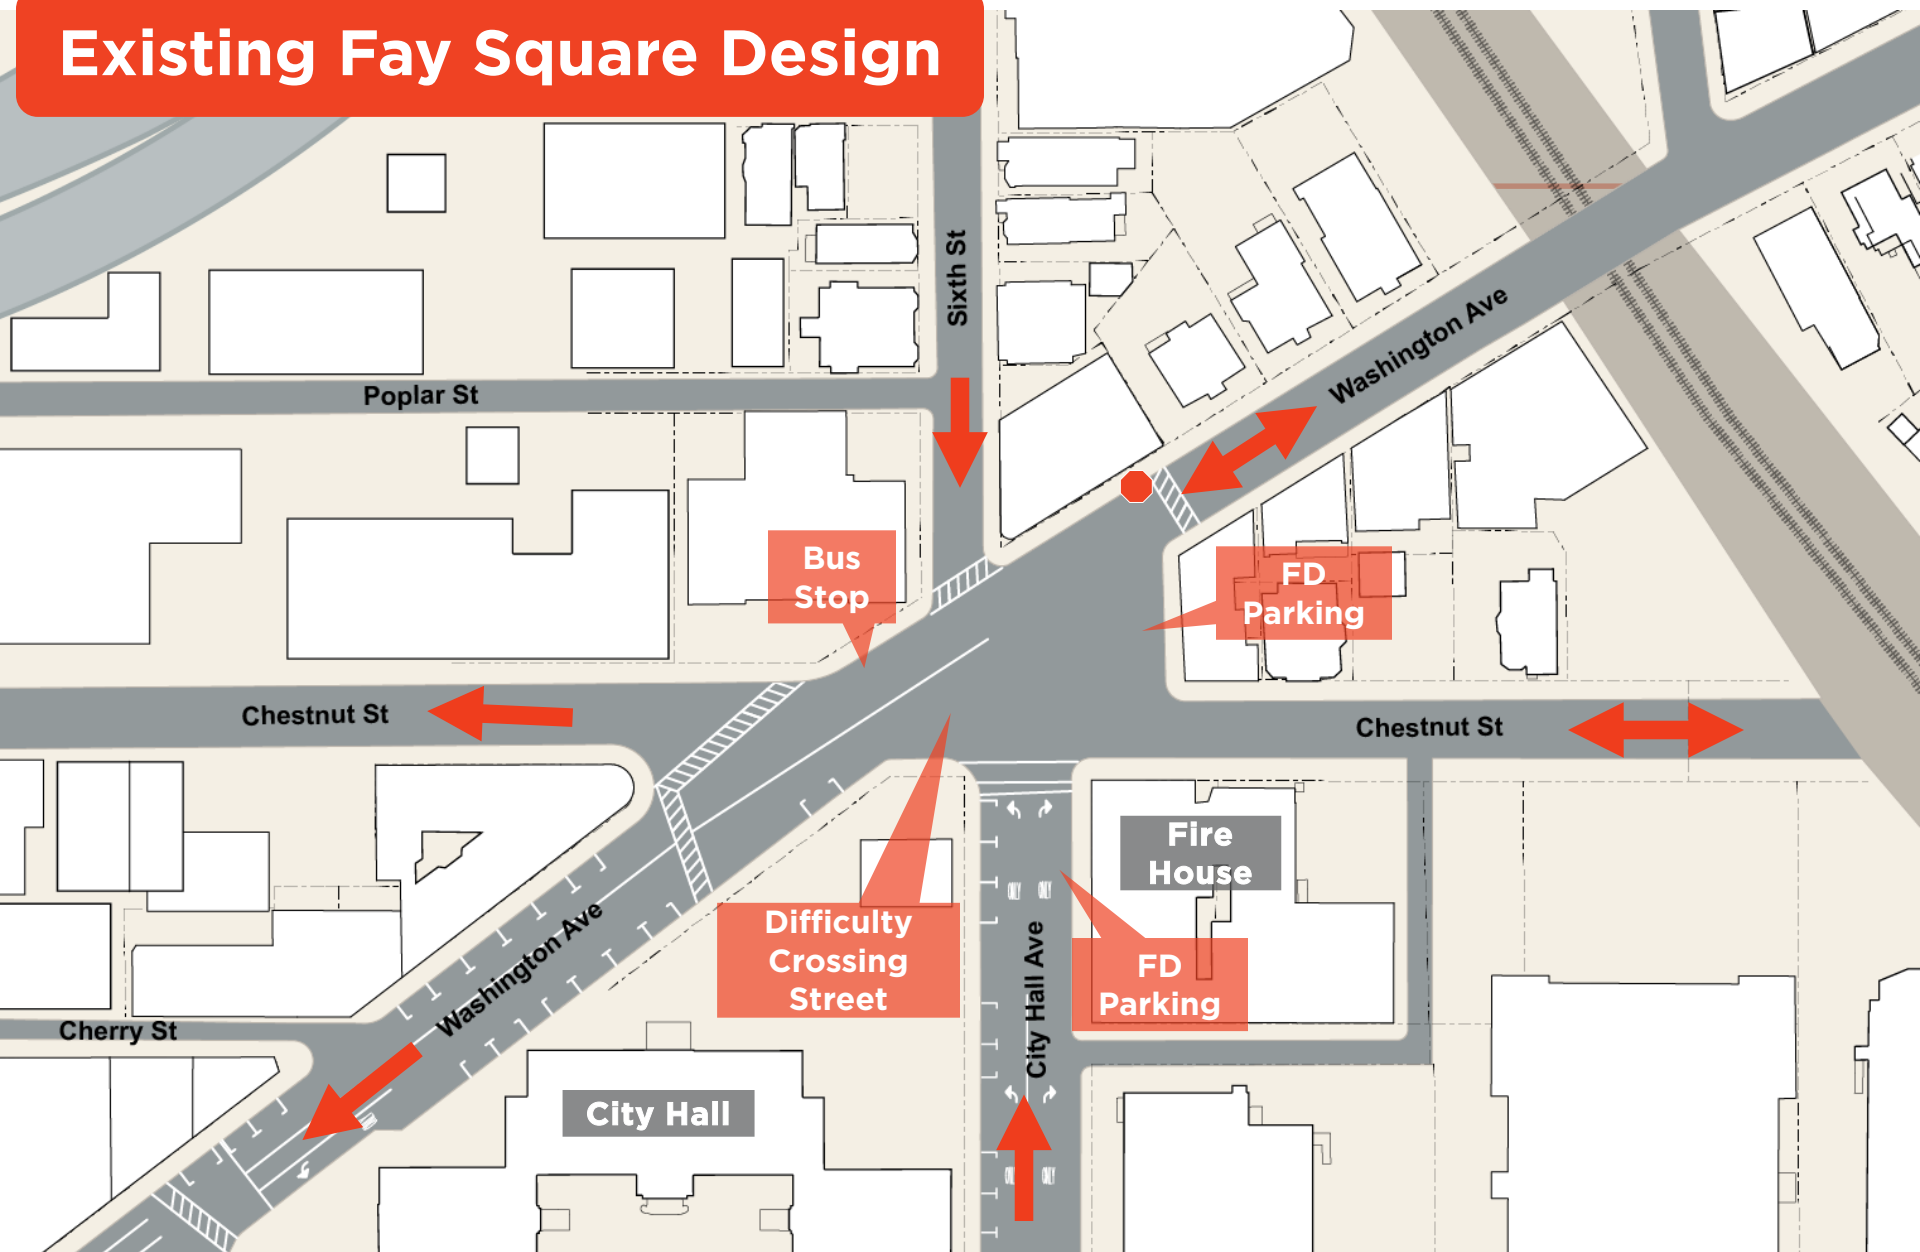 Existing Fay Square Design
Sixth St
Washington Ave
Poplar St
Bus
Stop
FD
Parking
Chestnut St
Chestnut St
Fire
House
Difficulty
Crossing
Street
Washington Ave
City Hall Ave
FD
Parking
Cherry St
City Hall